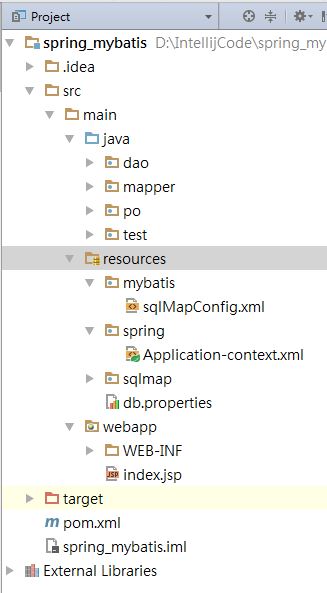 Project
spring_mybatis D:\IntellijCode\spring_my
.idea
src
main
java
dao
mapper
po
test
resources
mybatis
sqlMapConfig.xml
spring
Application-context.xml
sqlmap
db.properties
webapp
WEB-INF
index.jsp
target
pom.xml
spring_mybatis.iml
External Libraries